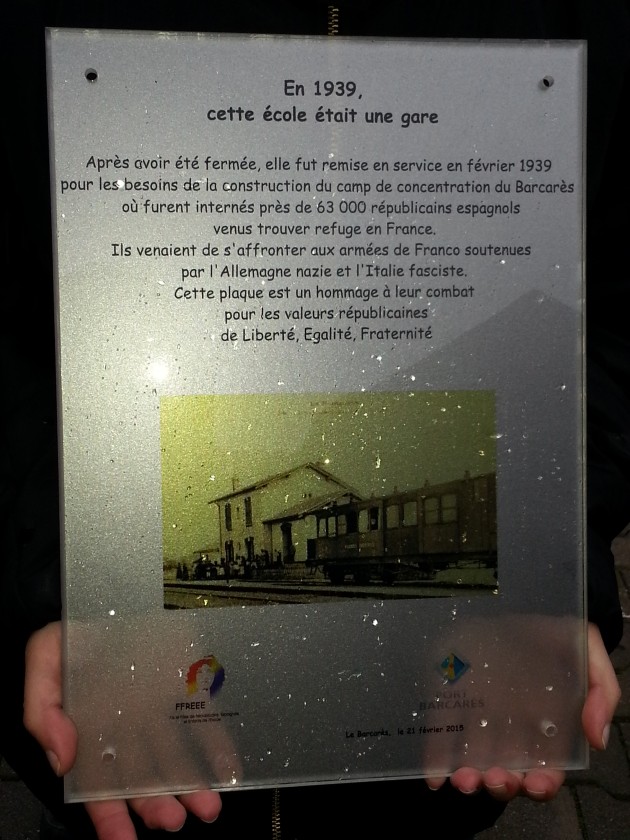 En 1939,
cette école était une gare
Après avoir été fermée, elle fut remise en service en février 1939
pour les besoins de la construction du camp de concentration du Barcarès
où furent internés près de 63 000 républicains espagnols
venus trouver refuge en France.
Ils venaient de s'affronter aux armées de Franco soutenues
par l'Allemagne nazie et l'Italie fasciste.
Cette plaque est un hommage à leur combat
pour les valeurs républicaines
de Liberté, Egalité, Fraternité
FFREEE
PORT
BARCARÈS
Le Barcarès, le 21 février 2015